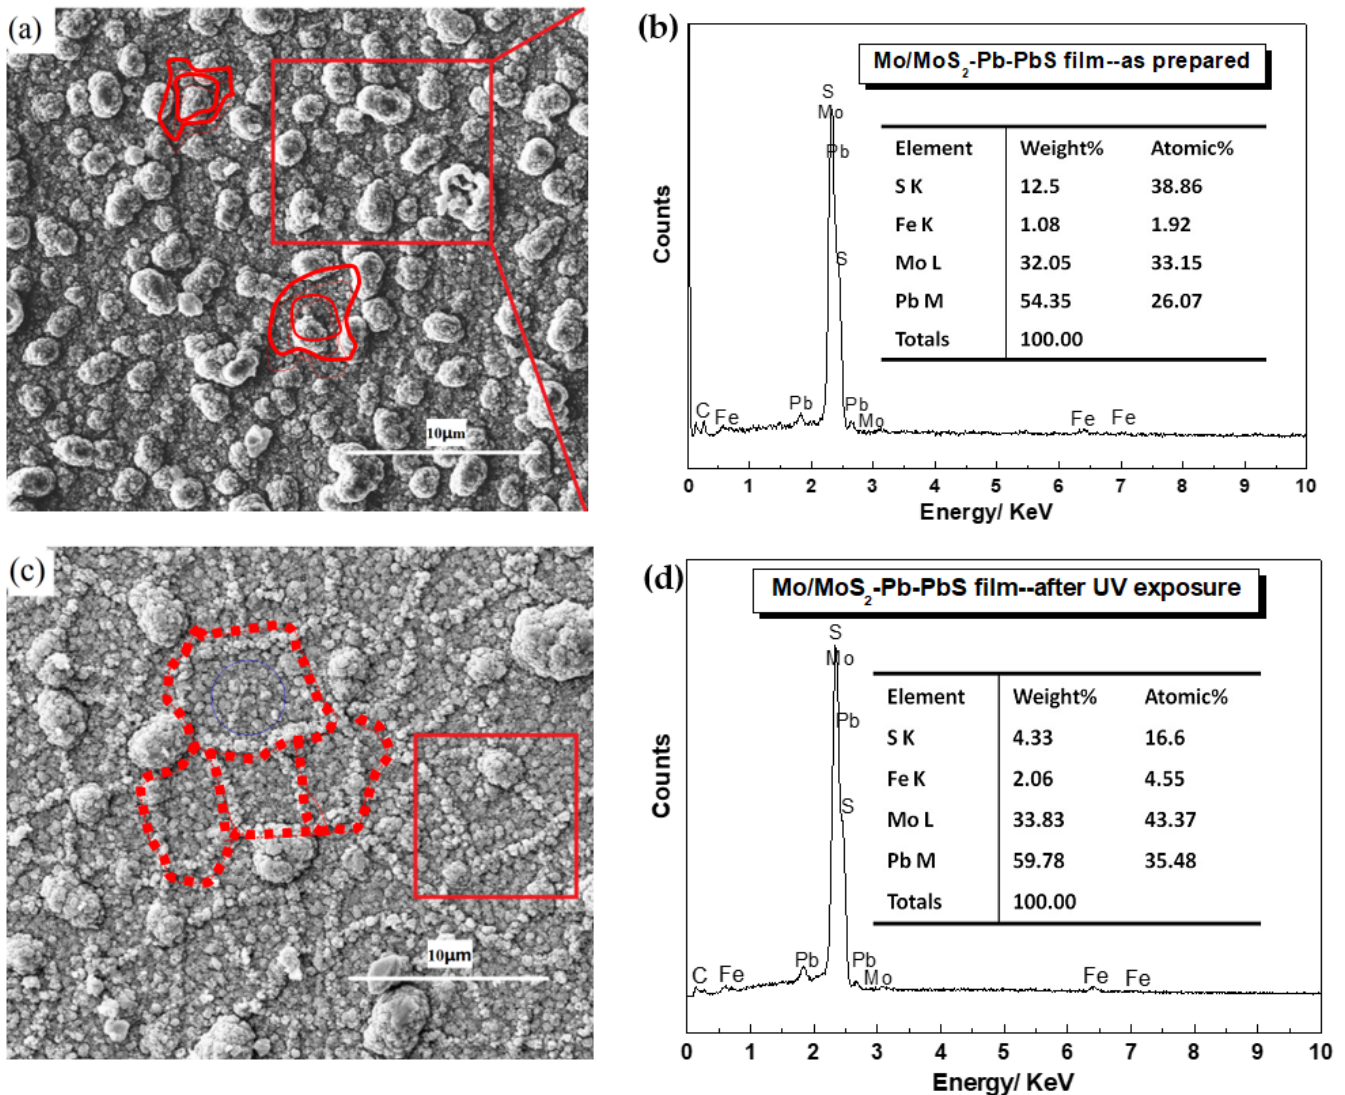 (a)
10μm
(b)
Mo/MoS2-Pb-PbS film--as prepared
Element Weight% Atomic%
S K 12.5 38.86
Fe K 1.08 1.92
Mo L 32.05 33.15
Pb M 54.35 26.07
Totals 100.00
S
Mo
Pb
S
C Fe Pb Pb Mo Fe Fe
Counts
0 1 2 3 4 5 6 7 8 9 10
Energy/ KeV
(c)
10μm
(d)
Mo/MoS2-Pb-PbS film--after UV exposure
Element Weight% Atomic%
S K 4.33 16.6
Fe K 2.06 4.55
Mo L 33.83 43.37
Pb M 59.78 35.48
Totals 100.00
S
Mo
Pb
S
C Fe Pb Pb Mo Fe Fe
Counts
0 1 2 3 4 5 6 7 8 9 10
Energy/ KeV